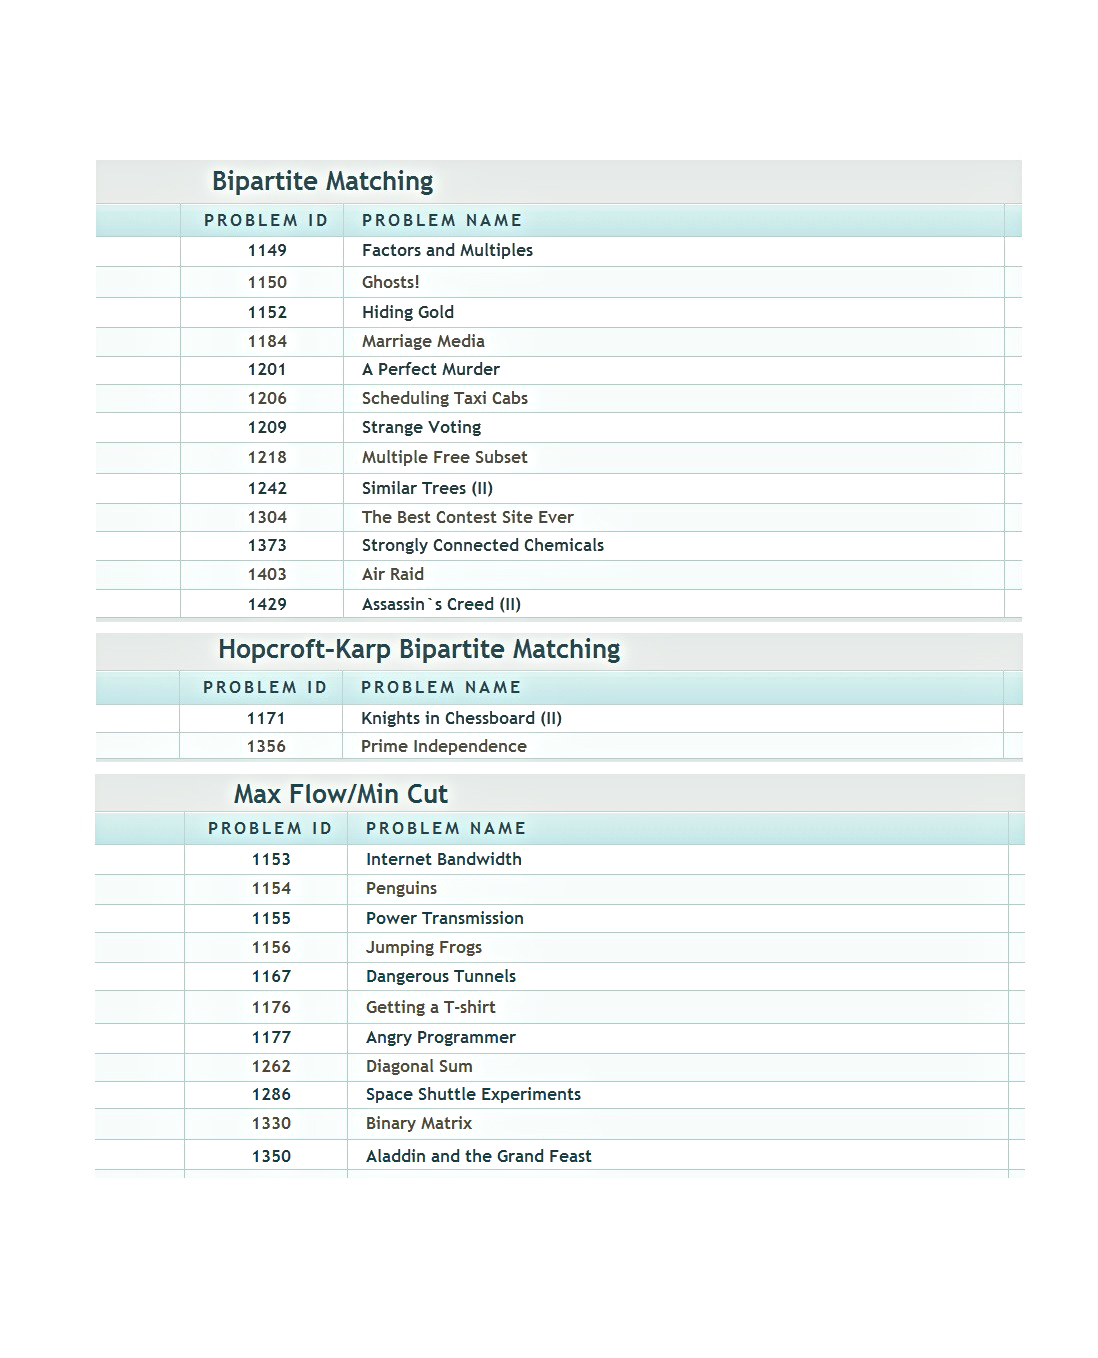 Bipartite Matching
PROBLEM ID PROBLEM NAME
1149 Factors and Multiples
1150 Ghosts!
1152 Hiding Gold
1184 Marriage Media
1201 A Perfect Murder
1206 Scheduling Taxi Cabs
1209 Strange Voting
1218 Multiple Free Subset
1242 Similar Trees (II)
1304 The Best Contest Site Ever
1373 Strongly Connected Chemicals
1403 Air Raid
1429 Assassin`s Creed (II)
Hopcroft-Karp Bipartite Matching
PROBLEM ID PROBLEM NAME
1171 Knights in Chessboard (II)
1356 Prime Independence
Max Flow/Min Cut
PROBLEM ID PROBLEM NAME
1153 Internet Bandwidth
1154 Penguins
1155 Power Transmission
1156 Jumping Frogs
1167 Dangerous Tunnels
1176 Getting a T-shirt
1177 Angry Programmer
1262 Diagonal Sum
1286 Space Shuttle Experiments
1330 Binary Matrix
1350 Aladdin and the Grand Feast